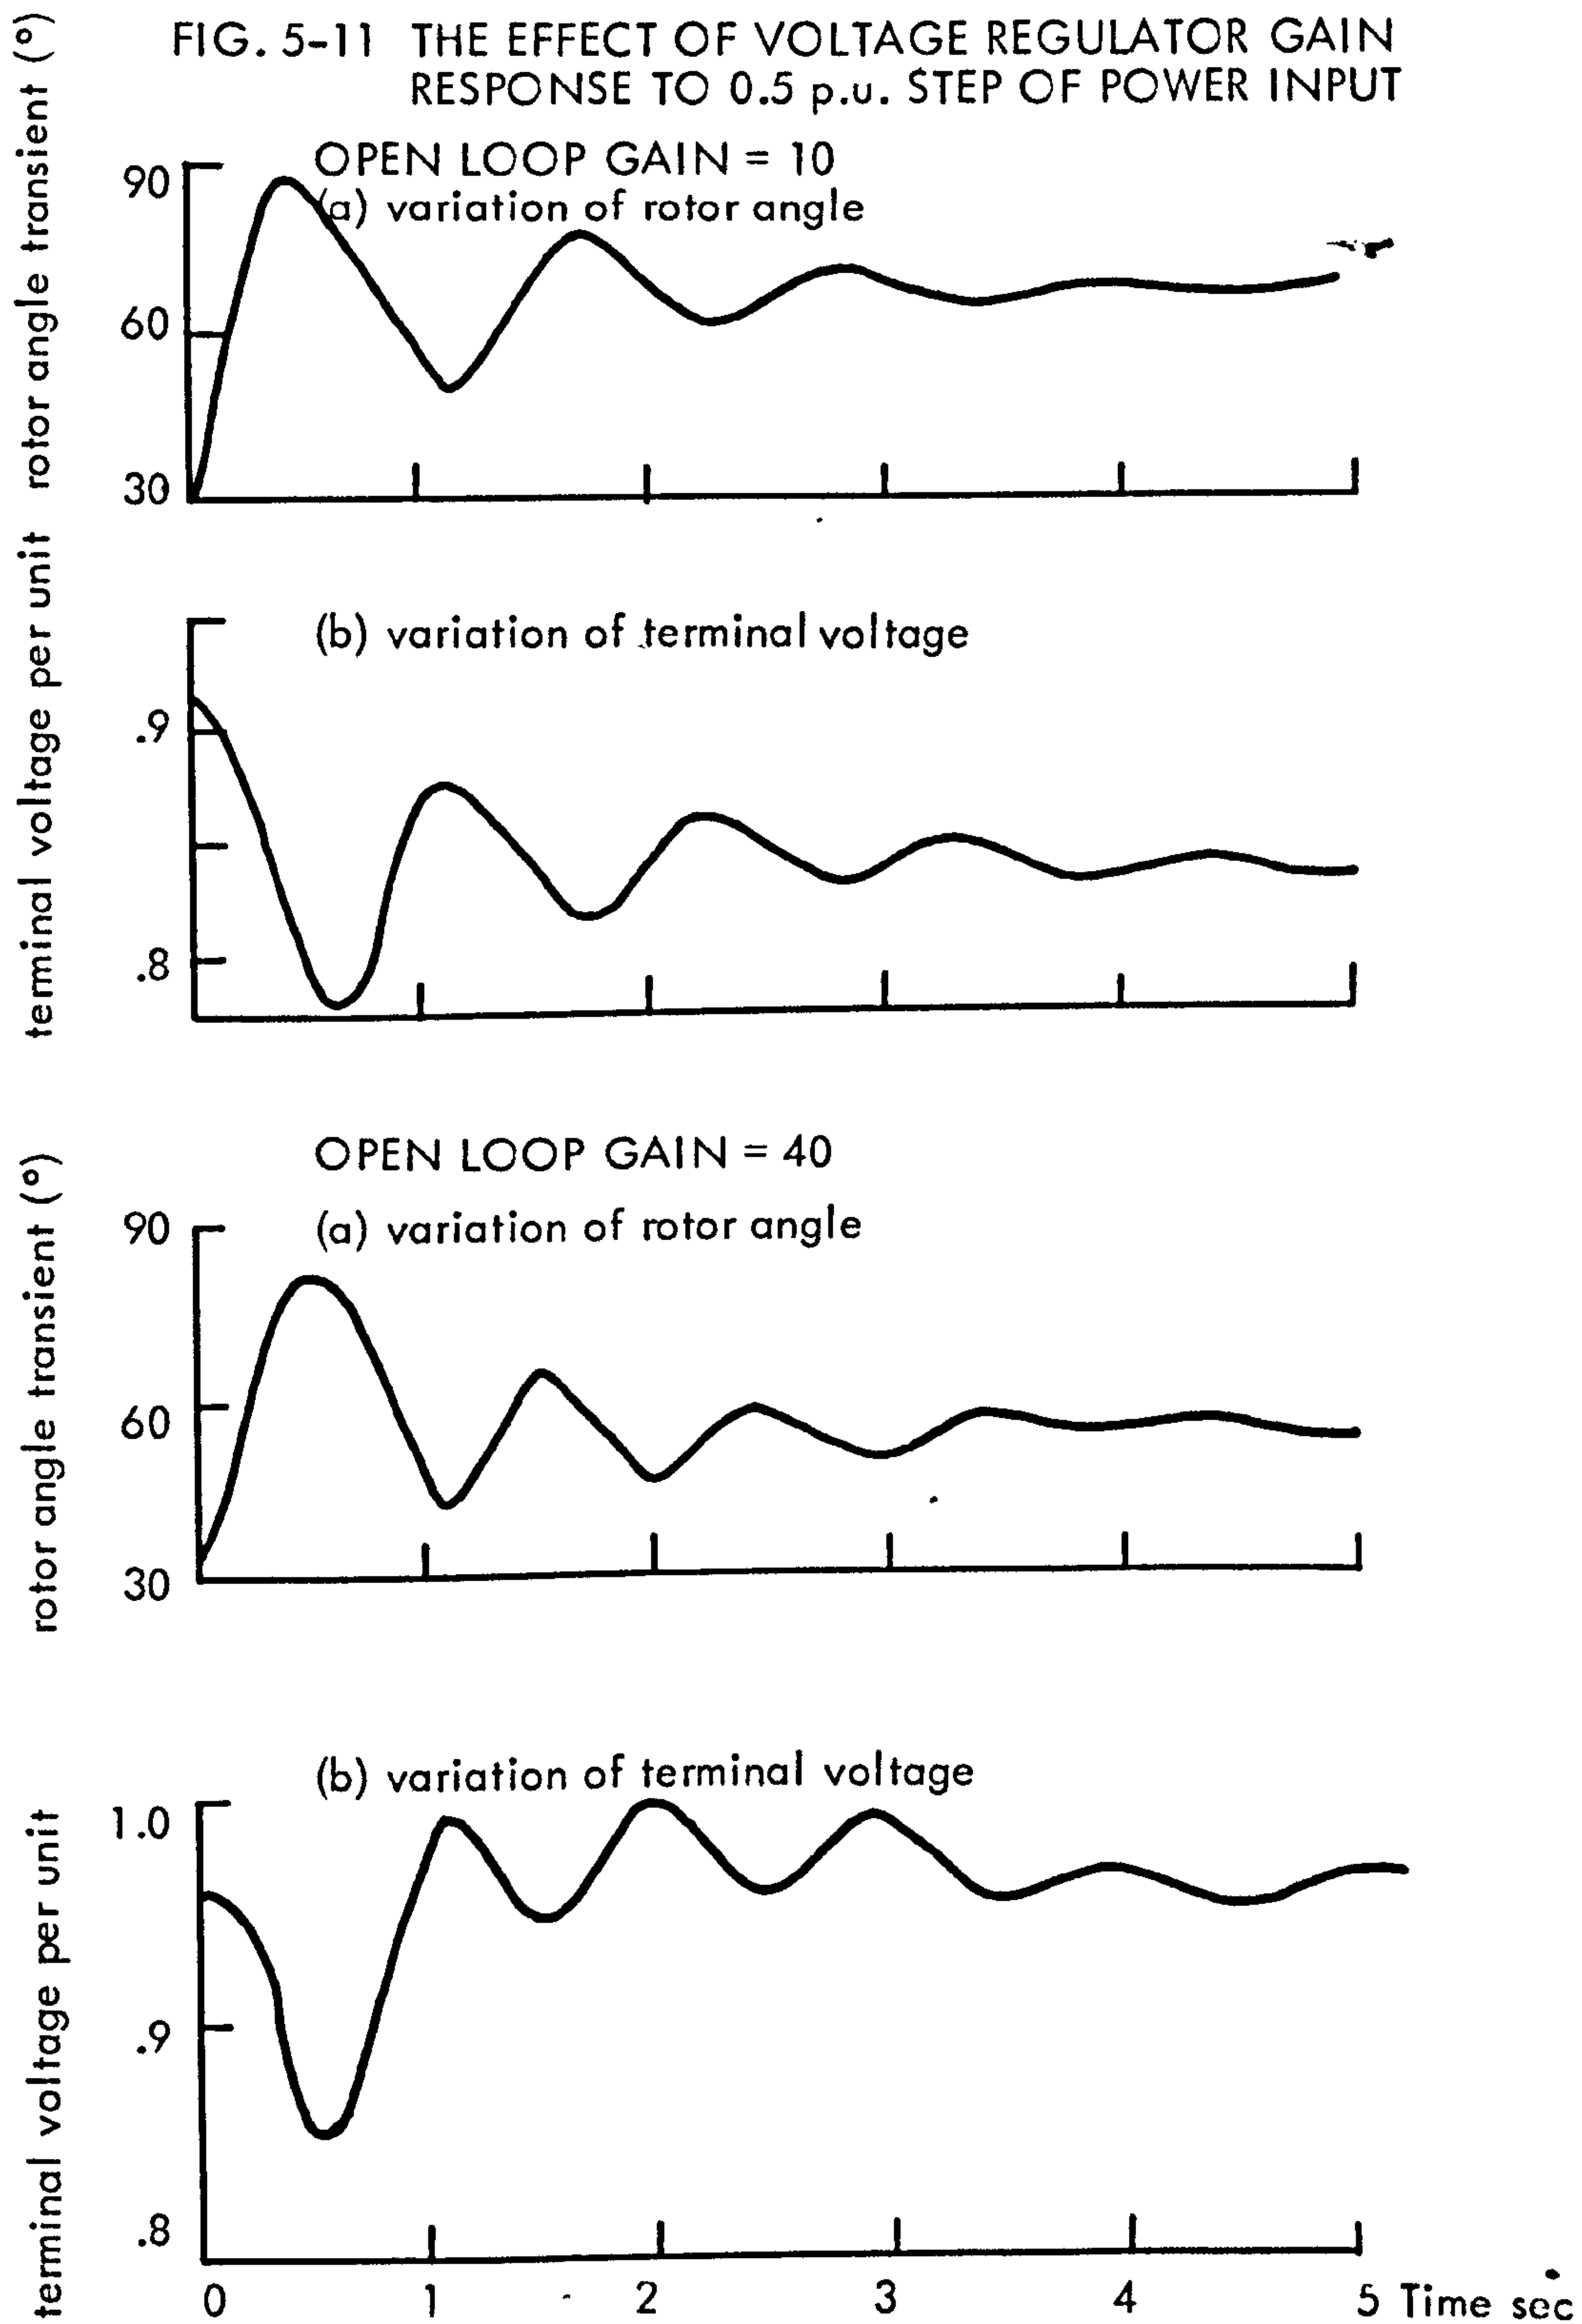 FIG. 5-11 THE EFFECT OF VOLTAGE REGULATOR GAIN
RESPONSE TO 0.5 p.u. STEP OF POWER INPUT
OPEN LOOP GAIN = 10
(a) variation of rotor angle
rotor angle transient (°)
90
60
30
(b) variation of terminal voltage
terminal voltage per unit
.9
.8
OPEN LOOP GAIN = 40
(a) variation of rotor angle
rotor angle transient (°)
90
60
30
(b) variation of terminal voltage
terminal voltage per unit
1.0
.9
.8
0 1 2 3 4 5 Time sec